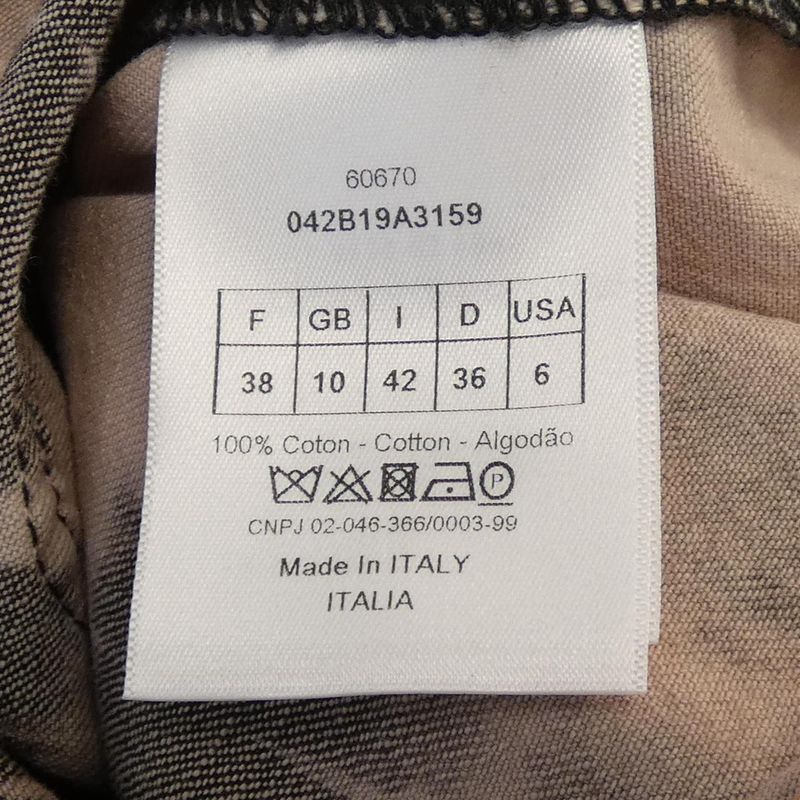 60670
042B19A3159
F GB I D USA
38 10 42 36 6
100% Coton - Cotton - Algodão
P
CNPJ 02-046-366/0003-99
Made In ITALY
ITALIA